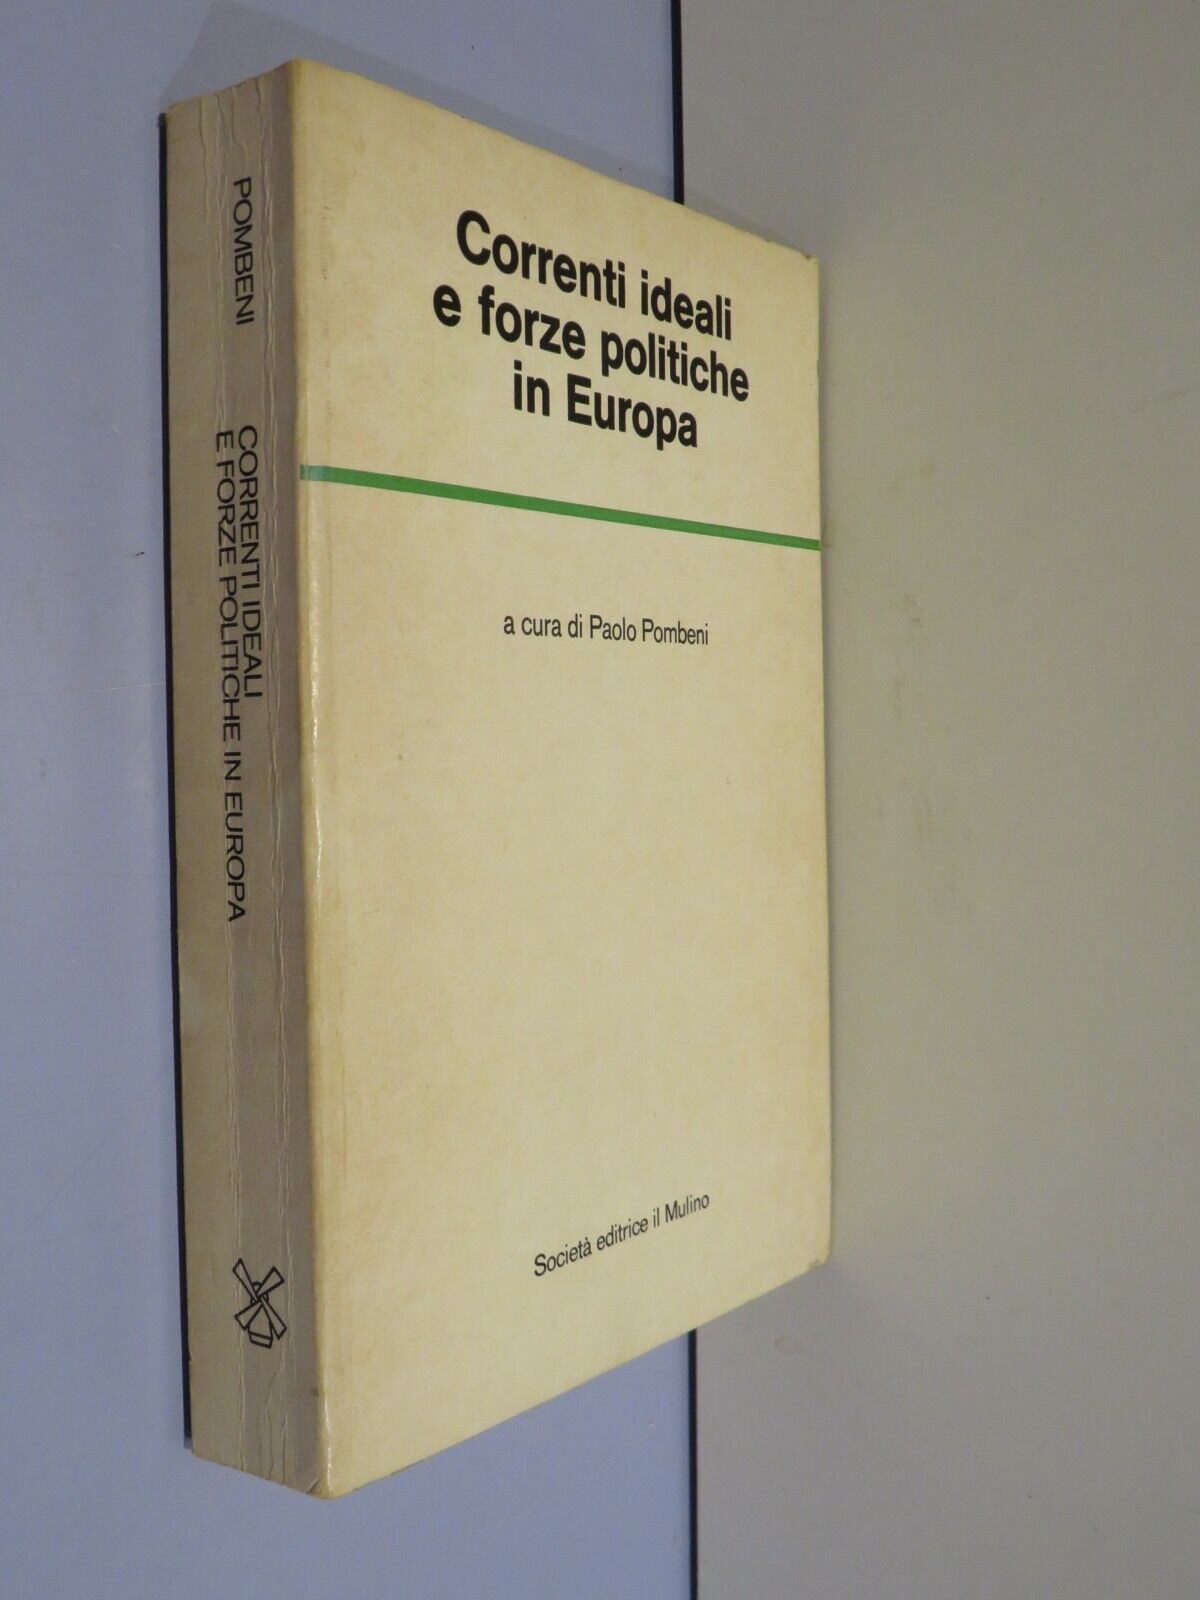 Correnti ideali
e forze politiche
in Europa
a cura di Paolo Pombeni
Società editrice il Mulino
POMBENI
CORRENTI IDEALI
E FORZE POLITICHE IN EUROPA